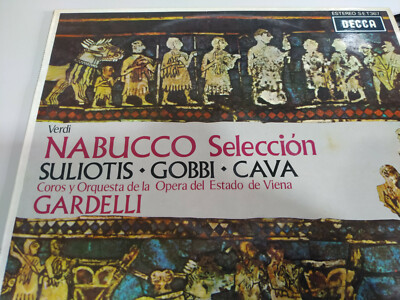 ESTEREO SET 367
DECCA
Verdi
NABUCCO Selección
SULIOTIS • GOBBI • CAVA
Coros y Orquesta de la Opera del Estado de Viena
GARDELLI